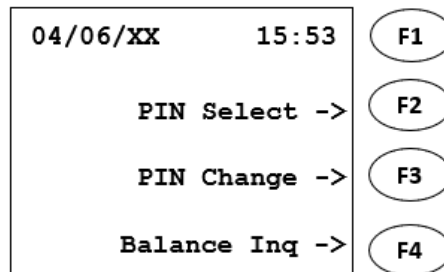 04/06/XX 15:53 F1
PIN Select -> F2
PIN Change -> F3
Balance Inq -> F4